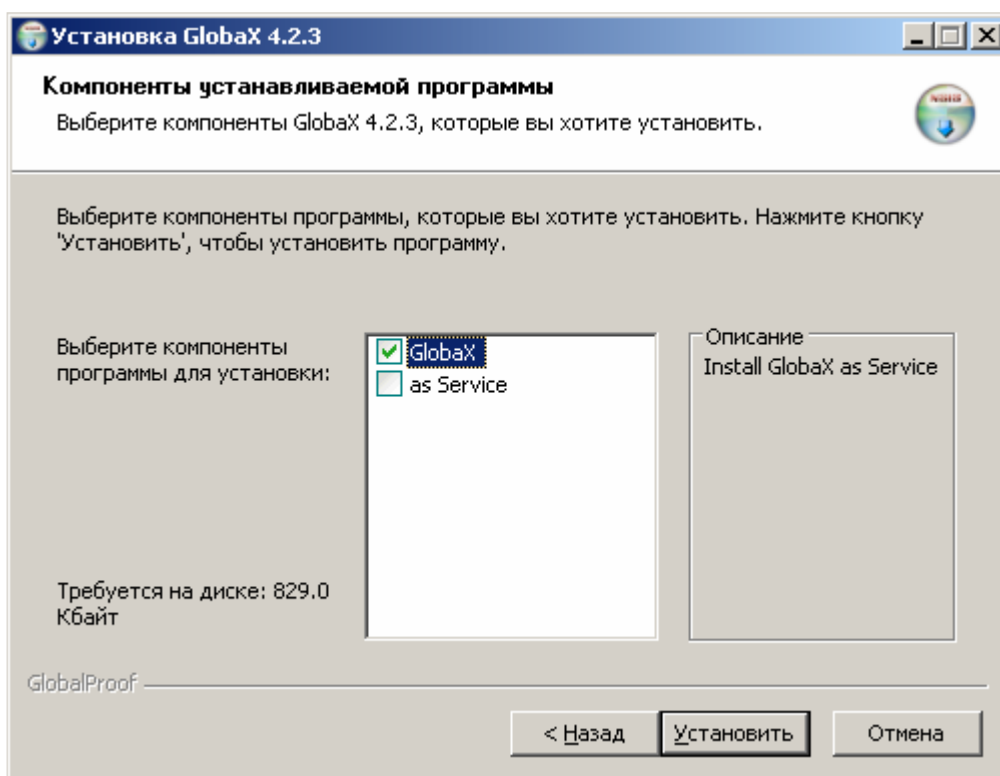 Установка GlobaX 4.2.3
Компоненты устанавливаемой программы
Выберите компоненты GlobaX 4.2.3, которые вы хотите установить.
Выберите компоненты программы, которые вы хотите установить. Нажмите кнопку
'Установить', чтобы установить программу.
Выберите компоненты
программы для установки:
GlobaX
as Service
Описание
Install GlobaX as Service
Требуется на диске: 829.0
Кбайт
GlobalProof
< Назад
Установить
Отмена